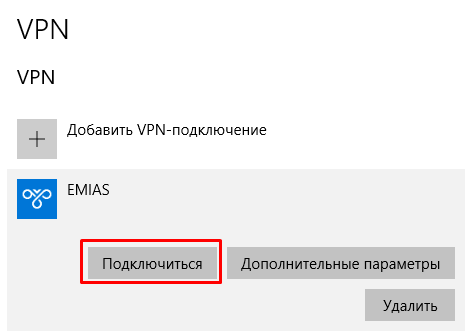 VPN
VPN
Добавить VPN-подключение
EMIAS
Подключиться
Дополнительные параметры
Удалить